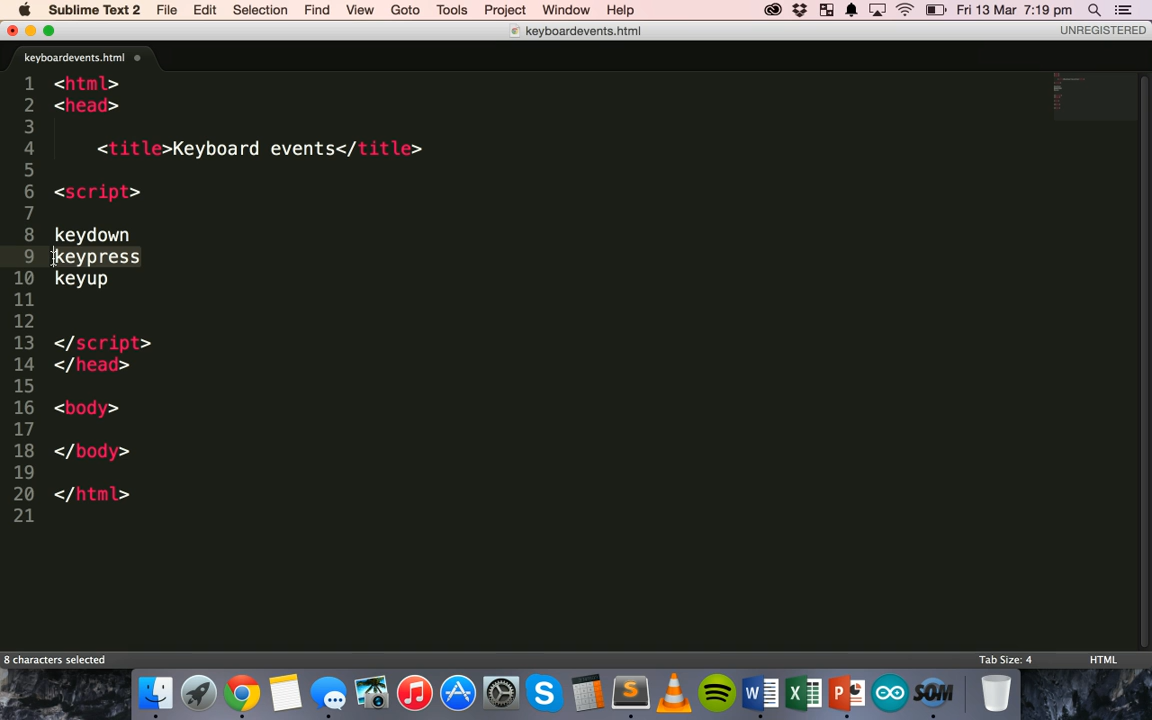 Sublime Text 2 File Edit Selection Find View Goto Tools Project Window Help Fri 13 Mar 7:19 pm
keyboardevents.html UNREGISTERED
keyboardevents.html
1 <html>
2 <head>
3
4 <title>Keyboard events</title>
5
6 <script>
7
8 keydown
9 keypress
10 keyup
11
12
13 </script>
14 </head>
15
16 <body>
17
18 </body>
19
20 </html>
21
8 characters selected Tab Size: 4 HTML
SOM